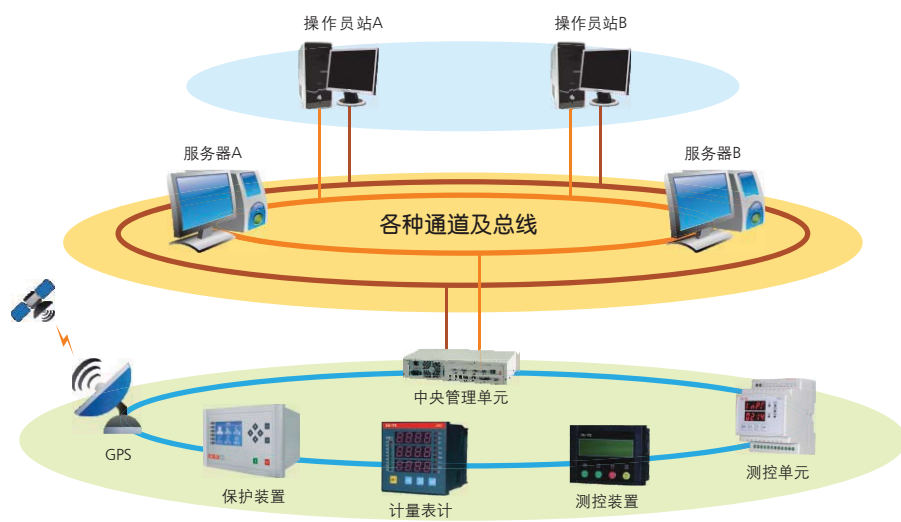 操作员站A
操作员站B
服务器A
服务器B
各种通道及总线
中央管理单元
GPS
保护装置
计量表计
测控装置
测控单元